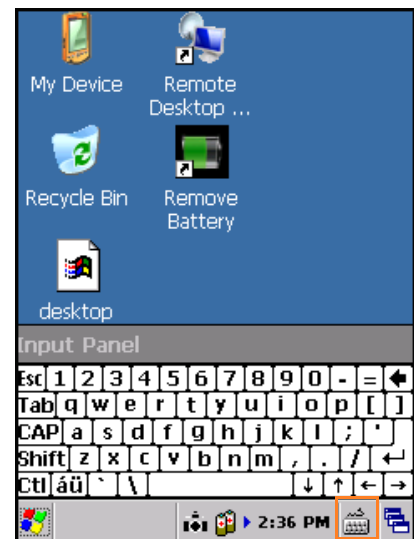 My Device Remote
Desktop ...
Recycle Bin Remove
Battery
desktop
Input Panel
Esc 1 2 3 4 5 6 7 8 9 0 - =
Tab q w e r t y u i o p [ ]
CAP a s d f g h j k l ; '
Shift z x c v b n m , . /
Ctl áü ` \
2:36 PM